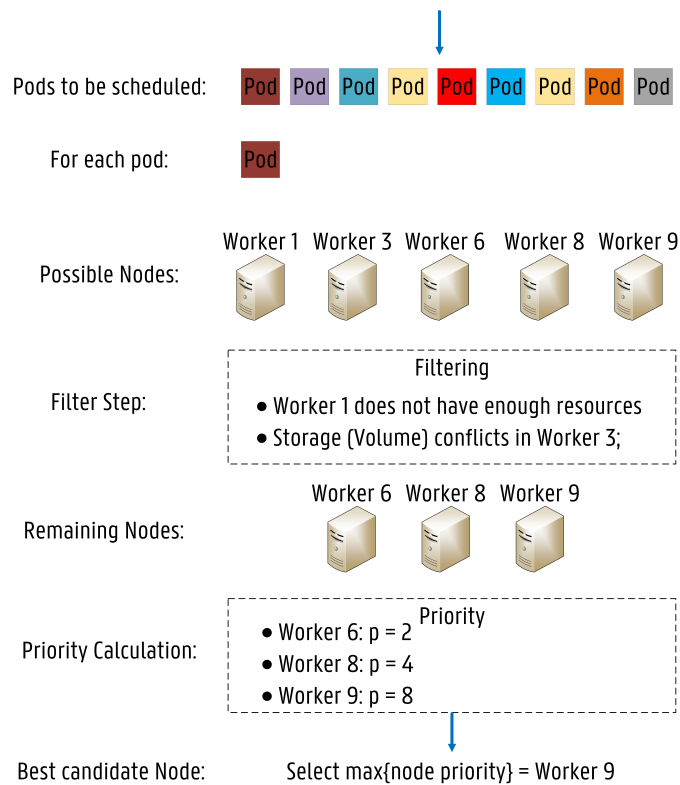 Pods to be scheduled: Pod Pod Pod Pod Pod Pod Pod Pod Pod
For each pod: Pod
Worker 1 Worker 3 Worker 6 Worker 8 Worker 9
Possible Nodes:
Filtering
Filter Step:
● Worker 1 does not have enough resources
● Storage (Volume) conflicts in Worker 3;
Worker 6 Worker 8 Worker 9
Remaining Nodes:
Priority
● Worker 6: p = 2
Priority Calculation:
● Worker 8: p = 4
● Worker 9: p = 8
Best candidate Node: Select max{node priority} = Worker 9